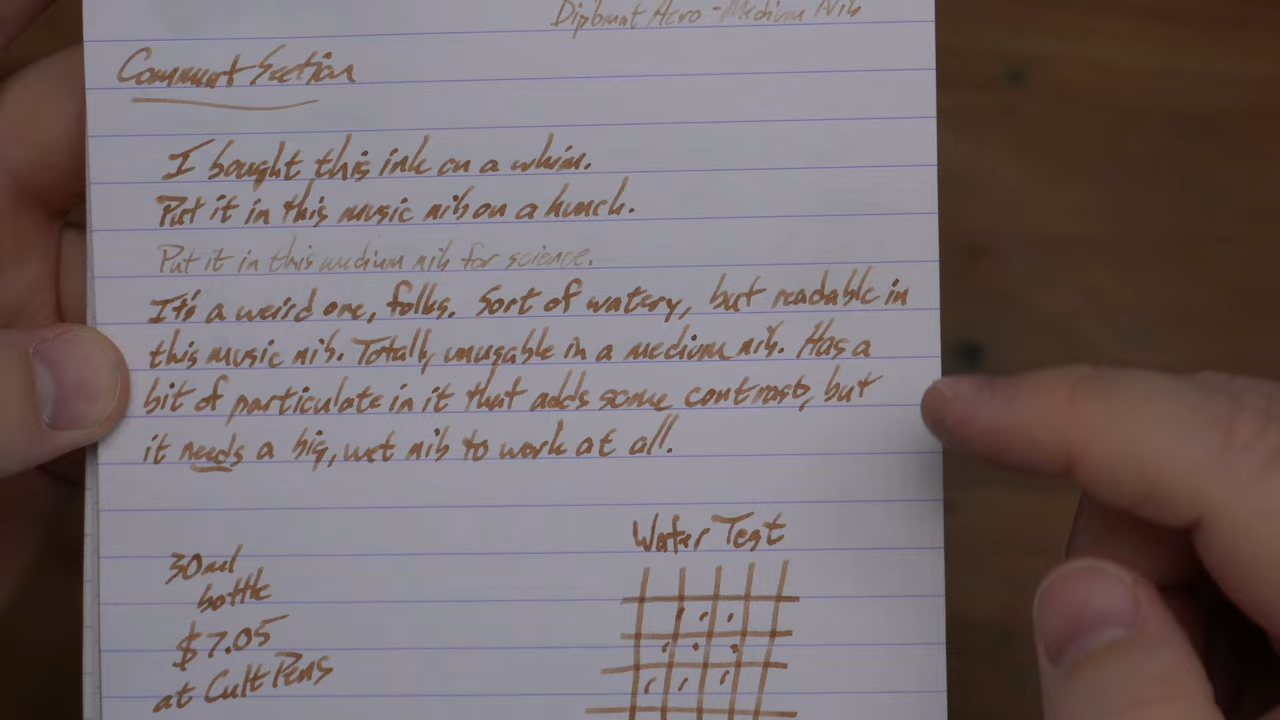 Diplomat Aero - Medium Nib
Comment Section
I bought this ink on a whim.
Put it in this music nib on a hunch.
Put it in this medium nib for science.
It's a weird one, folks. Sort of watery, but readable in
this music nib. Totally unusable in a medium nib. Has a
bit of particulate in it that adds some contrast, but
it needs a big, wet nib to work at all.
Water Test
30ml
bottle
$7.05
at Cult Pens